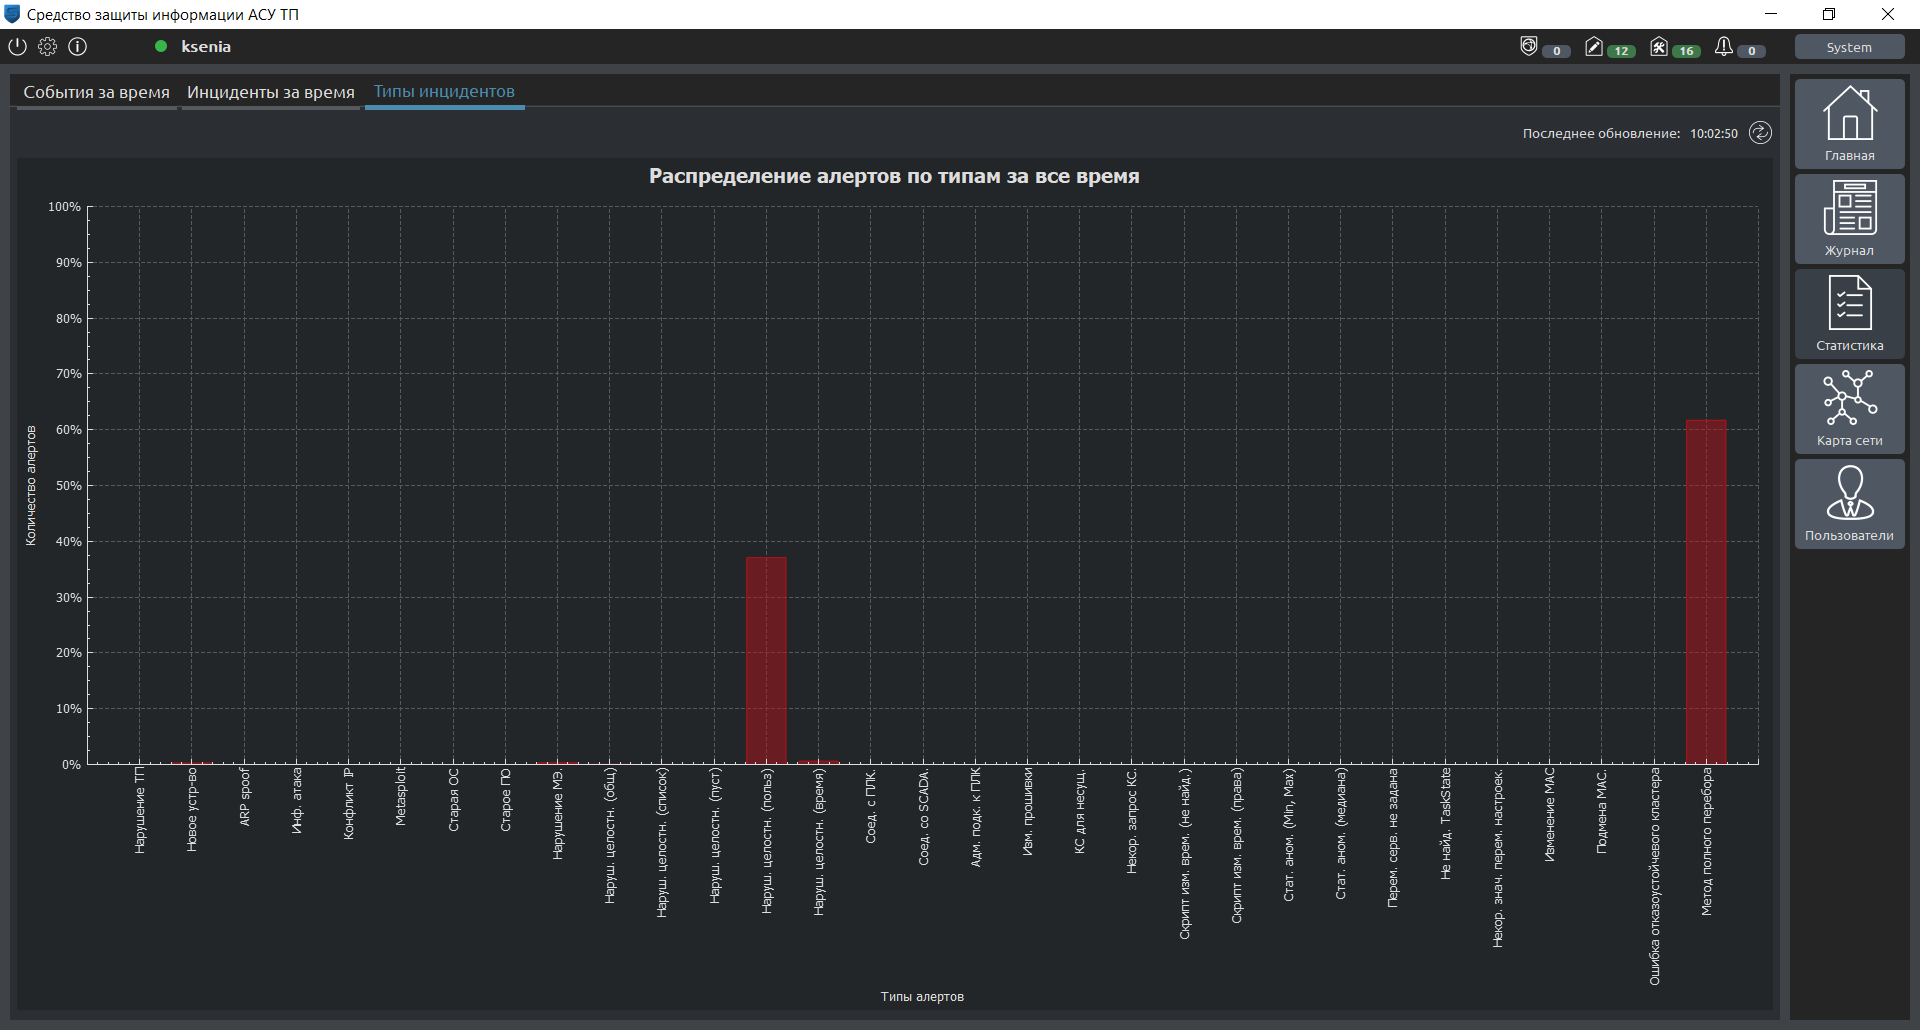 Средство защиты информации АСУ ТП
ksenia
0
12
16
0
System
События за время
Инциденты за время
Типы инцидентов
Последнее обновление: 10:02:50
Распределение алертов по типам за все время
Количество алертов
100%
90%
80%
70%
60%
50%
40%
30%
20%
10%
0%
Нарушение ТП
Новое устр-во
ARP spoof
Инф. атака
Конфликт IP
Metasploit
Старая ОС
Старое ПО
Нарушение МЭ.
Наруш. целостн. (общ)
Наруш. целостн. (список)
Наруш. целостн. (пуст)
Наруш. целостн. (польз)
Наруш. целостн. (время)
Соед. с ПЛК.
Соед. со SCADA.
Адм. подк. к ПЛК
Изм. прошивки
КС для несущ.
Некор. запрос КС.
Скрипт изм. врем. (не найд.)
Скрипт изм. врем. (права)
Стат. аном. (Min, Max)
Стат. аном. (медиана)
Перем. серв. не задана
Не найд. TaskState
Некор. знач. перем. настроек.
Изменение MAC
Подмена MAC.
Ошибка отказоустойчевого кластера
Метод полного перебора
Типы алертов
Главная
Журнал
Статистика
Карта сети
Пользователи